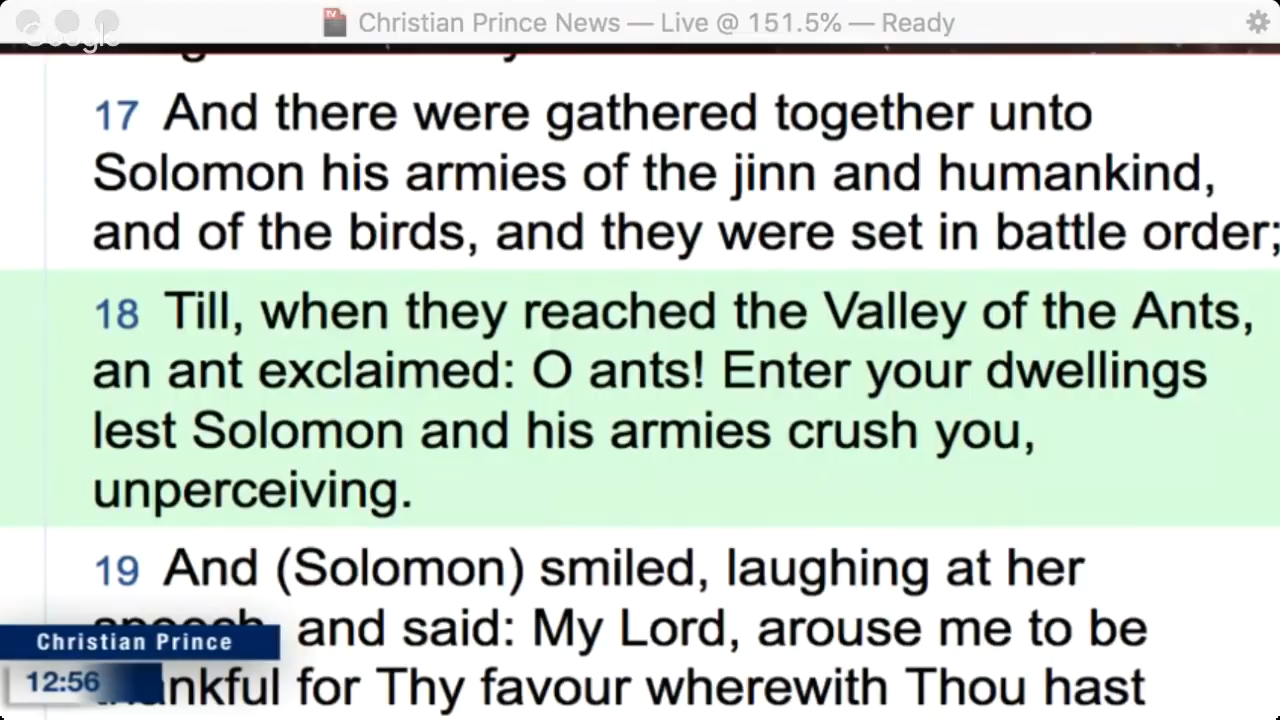 Christian Prince News — Live @ 151.5% — Ready
Google
17 And there were gathered together unto
Solomon his armies of the jinn and humankind,
and of the birds, and they were set in battle order;
18 Till, when they reached the Valley of the Ants,
an ant exclaimed: O ants! Enter your dwellings
lest Solomon and his armies crush you,
unperceiving.
19 And (Solomon) smiled, laughing at her
speech, and said: My Lord, arouse me to be
thankful for Thy favour wherewith Thou hast
Christian Prince
12:56